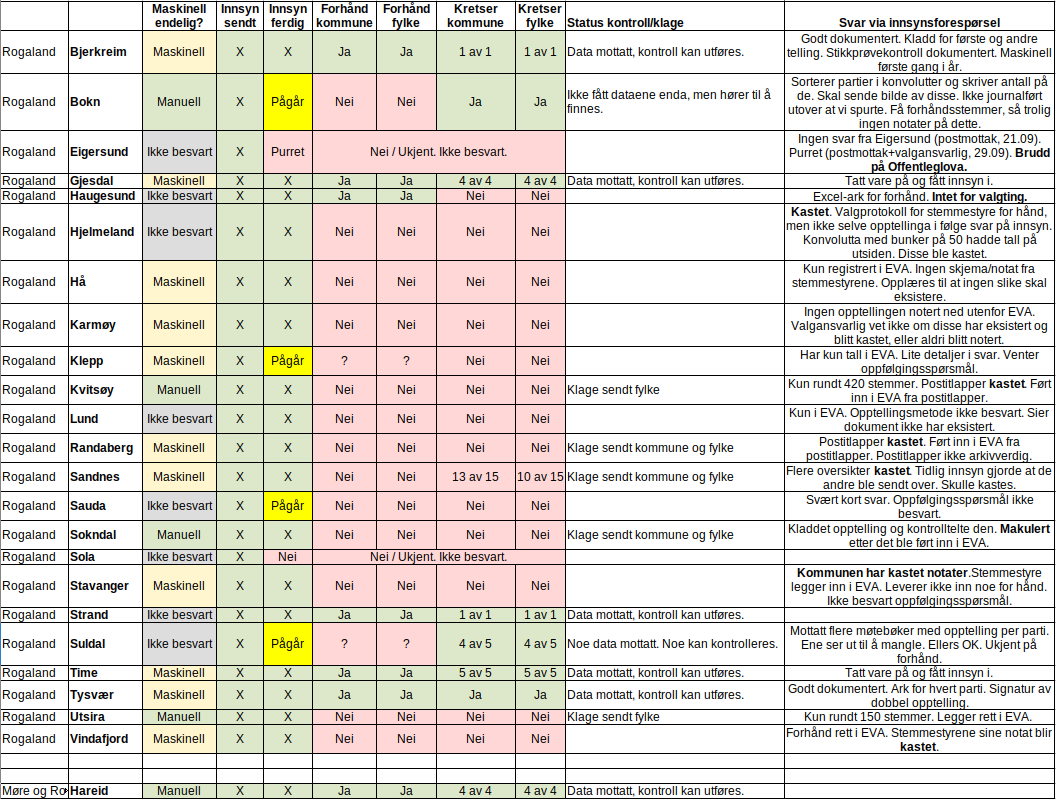 Maskinell endelig? | Innsyn sendt | Innsyn ferdig | Forhånd kommune | Forhånd fylke | Kretser kommune | Kretser fylke | Status kontroll/klage | Svar via innsynsforespørsel
Rogaland | Bjerkreim | Maskinell | X | X | Ja | Ja | 1 av 1 | 1 av 1 | Data mottatt, kontroll kan utføres. | Godt dokumentert. Kladd for første og andre telling. Stikkprøvekontroll dokumentert. Maskinell første gang i år.
Rogaland | Bokn | Manuell | X | Pågår | Nei | Nei | Ja | Ja | Ikke fått dataene enda, men hører til å finnes. | Sorterer partier i konvolutter og skriver antall på de. Skal sende bilde av disse. Ikke journalført utover at vi spurte. Få forhåndsstemmer, så trolig ingen notater på dette.
Rogaland | Eigersund | Ikke besvart | X | Purret | Nei / Ukjent. Ikke besvart. | Ingen svar fra Eigersund (postmottak, 21.09). Purret (postmottak+valgansvarlig, 29.09). Brudd på Offentleglova.
Rogaland | Gjesdal | Maskinell | X | X | Ja | Ja | 4 av 4 | 4 av 4 | Data mottatt, kontroll kan utføres. | Tatt vare på og fått innsyn i.
Rogaland | Haugesund | Ikke besvart | X | X | Ja | Ja | Nei | Nei | Excel-ark for forhånd. Intet for valgting.
Rogaland | Hjelmeland | Ikke besvart | X | X | Nei | Nei | Nei | Nei | Kastet. Valgprotokoll for stemmestyre for hånd, men ikke selve opptellinga i følge svar på innsyn. Konvolutta med bunker på 50 hadde tall på utsiden. Disse ble kastet.
Rogaland | Hå | Maskinell | X | X | Nei | Nei | Nei | Nei | Kun registrert i EVA. Ingen skjema/notat fra stemmestyrene. Opplæres til at ingen slike skal eksistere.
Rogaland | Karmøy | Maskinell | X | X | Nei | Nei | Nei | Nei | Ingen opptellingen notert ned utenfor EVA. Valgansvarlig vet ikke om disse har eksistert og blitt kastet, eller aldri blitt notert.
Rogaland | Klepp | Maskinell | X | Pågår | ? | ? | Nei | Nei | Har kun tall i EVA. Lite detaljer i svar. Venter oppfølgingsspørsmål.
Rogaland | Kvitsøy | Manuell | X | X | Nei | Nei | Nei | Nei | Klage sendt fylke | Kun rundt 420 stemmer. Postitlapper kastet. Ført inn i EVA fra postitlapper.
Rogaland | Lund | Ikke besvart | X | X | Nei | Nei | Nei | Nei | Kun i EVA. Opptellingsmetode ikke besvart. Sier dokument ikke har eksistert.
Rogaland | Randaberg | Maskinell | X | X | Nei | Nei | Nei | Nei | Klage sendt kommune og fylke | Postitlapper kastet. Ført inn i EVA fra postitlapper. Postitlapper ikke arkivverdig.
Rogaland | Sandnes | Maskinell | X | X | Nei | Nei | 13 av 15 | 10 av 15 | Klage sendt kommune og fylke | Flere oversikter kastet. Tidlig innsyn gjorde at de andre ble sendt over. Skulle kastes.
Rogaland | Sauda | Ikke besvart | X | Pågår | Nei | Nei | Nei | Nei | Svært kort svar. Oppfølgingsspørsmål ikke besvart.
Rogaland | Sokndal | Manuell | X | X | Nei | Nei | Nei | Nei | Klage sendt kommune og fylke | Kladdet opptelling og kontrolltelte den. Makulert etter det ble ført inn i EVA.
Rogaland | Sola | Ikke besvart | X | Nei | Nei / Ukjent. Ikke besvart.
Rogaland | Stavanger | Maskinell | X | X | Nei | Nei | Nei | Nei | Kommunen har kastet notater.Stemmestyre legger inn i EVA. Leverer ikke inn noe for hånd. Ikke besvart oppfølgingsspørsmål.
Rogaland | Strand | Ikke besvart | X | X | Ja | Ja | 1 av 1 | 1 av 1 | Data mottatt, kontroll kan utføres.
Rogaland | Suldal | Ikke besvart | X | Pågår | ? | ? | 4 av 5 | 4 av 5 | Noe data mottatt. Noe kan kontrolleres. | Mottatt flere møtebøker med opptelling per parti. Ene ser ut til å mangle. Ellers OK. Ukjent på forhånd.
Rogaland | Time | Maskinell | X | X | Ja | Ja | 5 av 5 | 5 av 5 | Data mottatt, kontroll kan utføres. | Tatt vare på og fått innsyn i.
Rogaland | Tysvær | Maskinell | X | X | Ja | Ja | Ja | Ja | Data mottatt, kontroll kan utføres. | Godt dokumentert. Ark for hvert parti. Signatur av dobbel opptelling.
Rogaland | Utsira | Manuell | X | X | Nei | Nei | Nei | Nei | Klage sendt fylke | Kun rundt 150 stemmer. Legger rett i EVA.
Rogaland | Vindafjord | Maskinell | X | X | Nei | Nei | Nei | Nei | Forhånd rett i EVA. Stemmestyrene sine notat blir kastet.
Møre og Ro | Hareid | Manuell | X | X | Ja | Ja | 4 av 4 | 4 av 4 | Data mottatt, kontroll kan utføres.